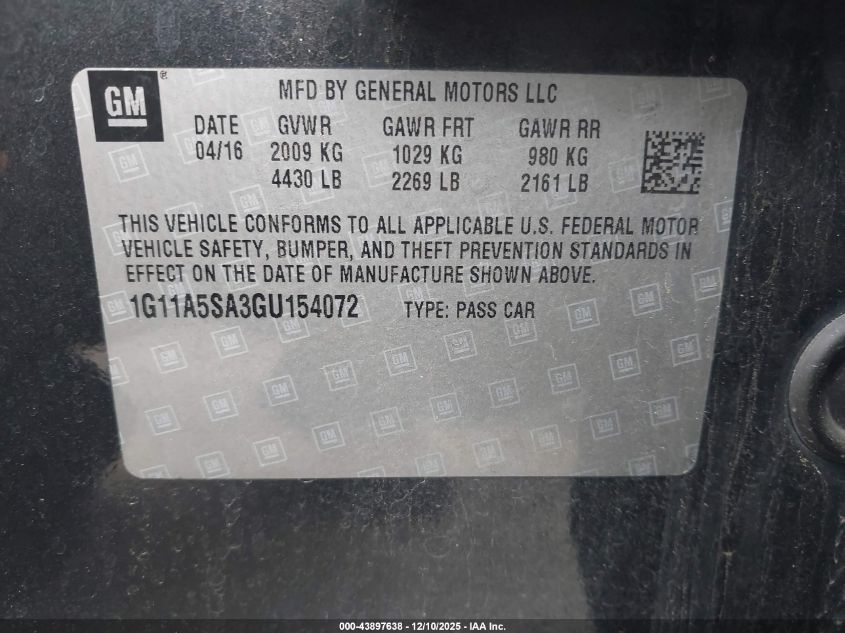 GM
MFD BY GENERAL MOTORS LLC
DATE GVWR GAWR FRT GAWR RR
04/16 2009 KG 1029 KG 980 KG
4430 LB 2269 LB 2161 LB
THIS VEHICLE CONFORMS TO ALL APPLICABLE U.S. FEDERAL MOTOR
VEHICLE SAFETY, BUMPER, AND THEFT PREVENTION STANDARDS IN
EFFECT ON THE DATE OF MANUFACTURE SHOWN ABOVE.
1G11A5SA3GU154072 TYPE: PASS CAR
000-43897638 - 12/10/2025 - IAA Inc.